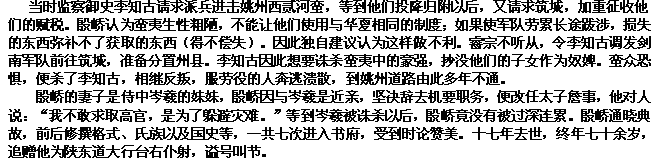 当时监察御史李知古请求派兵进击姚州西贰河蛮，等到他们投降归附以后，又请求筑城，加重征收他
们的赋税。殷峤认为蛮夷生性粗陋，不能让他们使用与华夏相同的制度；如果使军队劳累长途跋涉，损失
的东西弥补不了获取的东西（得不偿失）。因此独自建议认为这样做不利。睿宗不听从，令李知古调发剑
南军队前往筑城，准备分置州县。李知古因此想要诛杀蛮夷中的豪强，抄没他们的子女作为奴婢。蛮众恐
惧，便杀了李知古，相继反叛，服劳役的人奔逃溃散，到姚州道路由此多年不通。
殷峤的妻子是侍中岑羲的妹妹，殷峤因与岑羲是近亲，坚决辞去机要职务，便改任太子詹事，他对人
说：“我不敢求取高官，是为了躲避灾难。”等到岑羲被诛杀以后，殷峤竟没有被过深连累。殷峤通晓典
故，前后修撰格式、氏族以及国史等，一共七次进入书府，受到时论赞美。十七年去世，终年七十余岁，
追赠他为陕东道大行台右仆射，谥号叫节。